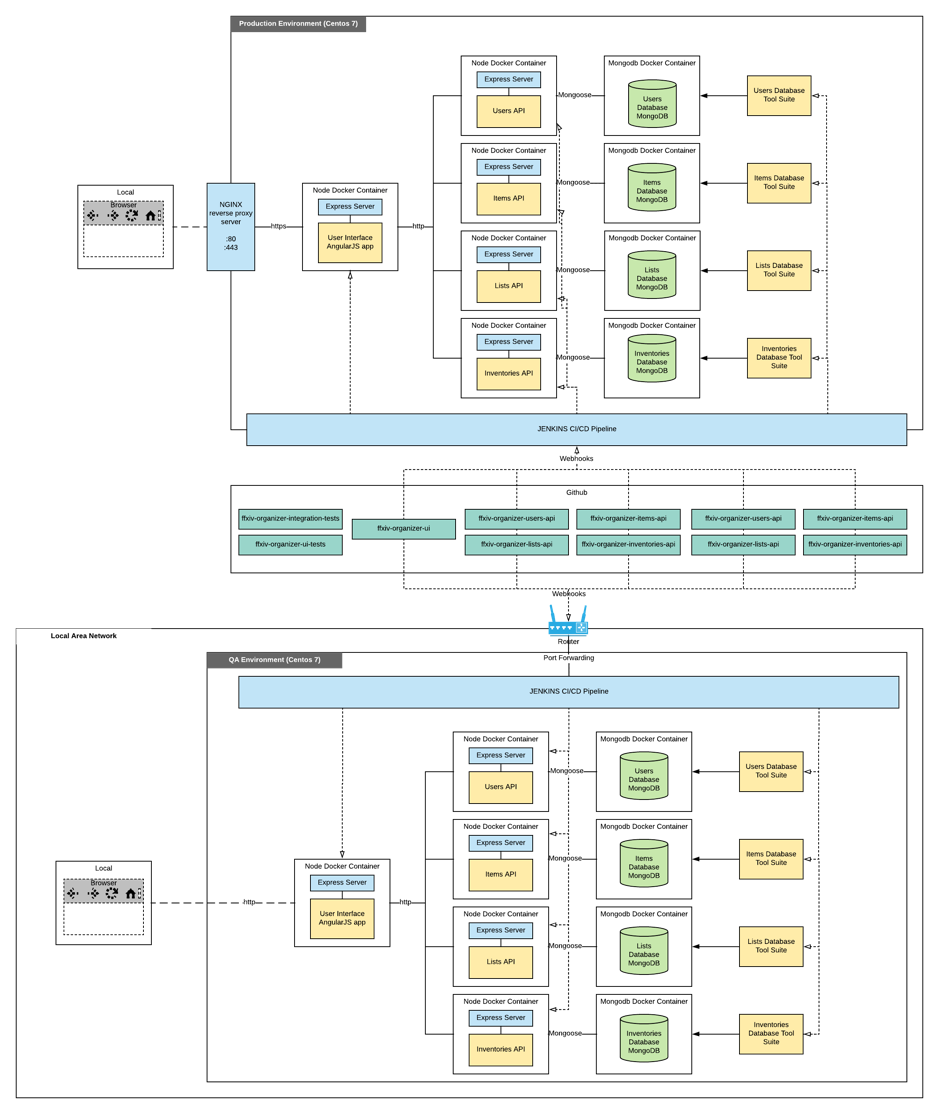 Production Environment (Centos 7)
Node Docker Container
Express Server
Users API
Mongoose
Mongodb Docker Container
Users
Database
MongoDB
Users Database
Tool Suite
Node Docker Container
Express Server
Items API
Mongoose
Mongodb Docker Container
Items
Database
MongoDB
Items Database
Tool Suite
Local
Browser
NGINX
reverse proxy
server
:80
:443
https
Node Docker Container
Express Server
User Interface
AngularJS app
http
Node Docker Container
Express Server
Lists API
Mongoose
Mongodb Docker Container
Lists
Database
MongoDB
Lists Database
Tool Suite
Node Docker Container
Express Server
Inventories API
Mongoose
Mongodb Docker Container
Inventories
Database
MongoDB
Inventories
Database Tool
Suite
JENKINS CI/CD Pipeline
Webhooks
Github
ffxiv-organizer-integration-tests
ffxiv-organizer-ui-tests
ffxiv-organizer-ui
ffxiv-organizer-users-api
ffxiv-organizer-lists-api
ffxiv-organizer-items-api
ffxiv-organizer-inventories-api
ffxiv-organizer-users-api
ffxiv-organizer-lists-api
ffxiv-organizer-items-api
ffxiv-organizer-inventories-api
Webhooks
Router
Port Forwarding
Local Area Network
QA Environment (Centos 7)
JENKINS CI/CD Pipeline
Node Docker Container
Express Server
Users API
Mongoose
Mongodb Docker Container
Users
Database
MongoDB
Users Database
Tool Suite
Node Docker Container
Express Server
Items API
Mongoose
Mongodb Docker Container
Items
Database
MongoDB
Items Database
Tool Suite
Local
Browser
http
Node Docker Container
Express Server
User Interface
AngularJS app
http
Node Docker Container
Express Server
Lists API
Mongoose
Mongodb Docker Container
Lists
Database
MongoDB
Lists Database
Tool Suite
Node Docker Container
Express Server
Inventories API
Mongoose
Mongodb Docker Container
Inventories
Database
MongoDB
Inventories
Database Tool
Suite